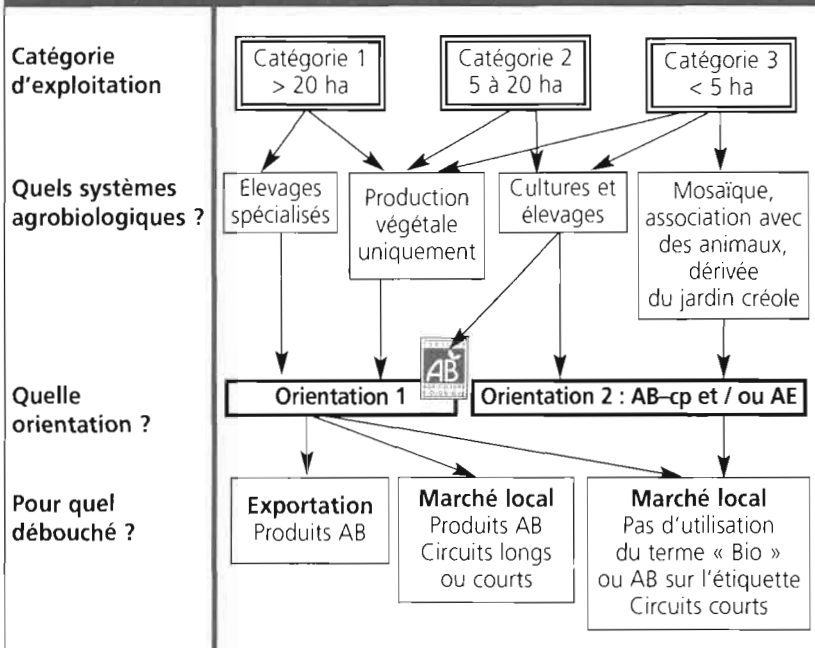 Catégorie
d'exploitation
Catégorie 1
> 20 ha
Catégorie 2
5 à 20 ha
Catégorie 3
< 5 ha
Quels systèmes
agrobiologiques ?
Elevages
spécialisés
Production
végétale
uniquement
Cultures et
élevages
Mosaïque,
association avec
des animaux,
dérivée
du jardin créole
AB
Quelle
orientation ?
Orientation 1
Orientation 2 : AB–cp et / ou AE
Pour quel
débouché ?
Exportation
Produits AB
Marché local
Produits AB
Circuits longs
ou courts
Marché local
Pas d'utilisation
du terme « Bio »
ou AB sur l'étiquette
Circuits courts